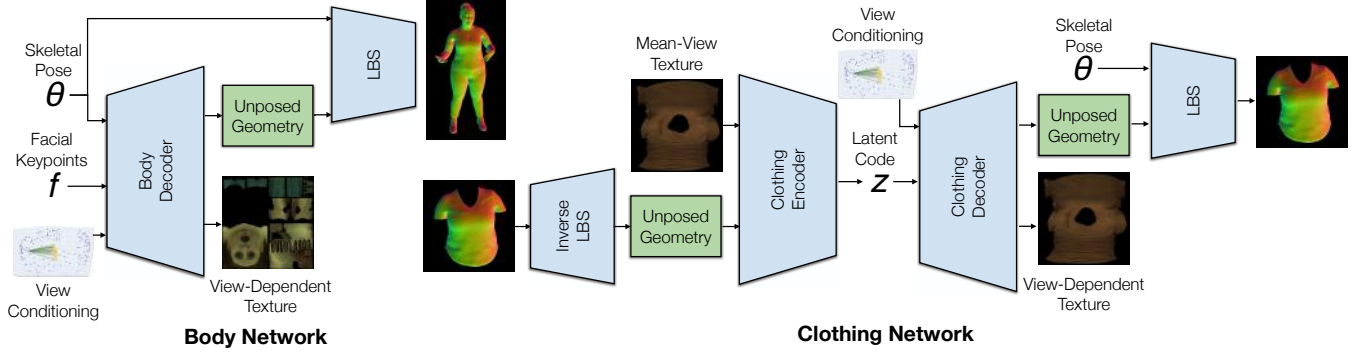 Skeletal
Pose
θ
Facial
Keypoints
f
View
Conditioning
Body
Decoder
Unposed
Geometry
LBS
View-Dependent
Texture
Body Network
Inverse
LBS
Mean-View
Texture
Unposed
Geometry
Clothing
Encoder
View
Conditioning
Latent
Code
z
Clothing
Decoder
Skeletal
Pose
θ
Unposed
Geometry
LBS
View-Dependent
Texture
Clothing Network